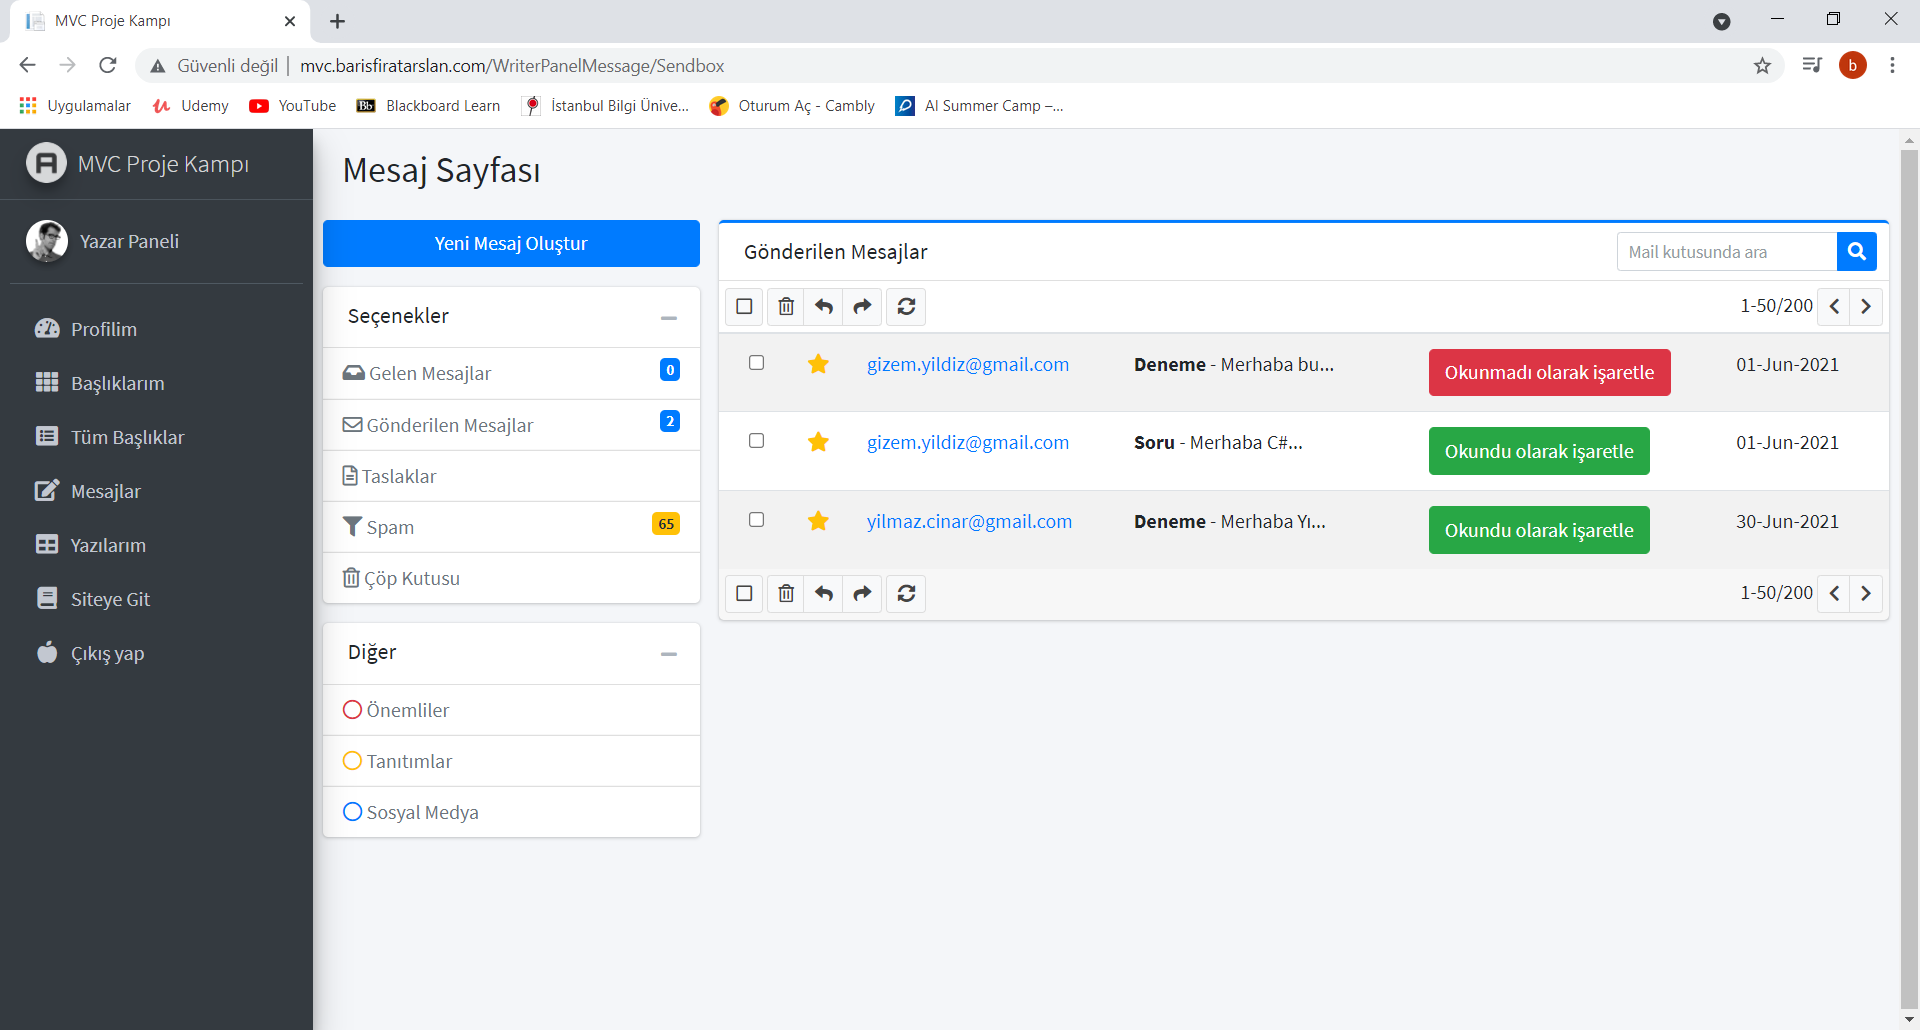 MVC Proje Kampı
Güvenli değil | mvc.barisfiratarslan.com/WriterPanelMessage/Sendbox
b
Uygulamalar Udemy YouTube Bb Blackboard Learn İstanbul Bilgi Ünive... Oturum Aç - Cambly AI Summer Camp –...
MVC Proje Kampı
Yazar Paneli
Profilim
Başlıklarım
Tüm Başlıklar
Mesajlar
Yazılarım
Siteye Git
Çıkış yap
Mesaj Sayfası
Yeni Mesaj Oluştur
Seçenekler
Gelen Mesajlar 0
Gönderilen Mesajlar 2
Taslaklar
Spam 65
Çöp Kutusu
Diğer
Önemliler
Tanıtımlar
Sosyal Medya
Gönderilen Mesajlar
Mail kutusunda ara
1-50/200
gizem.yildiz@gmail.com Deneme - Merhaba bu... Okunmadı olarak işaretle 01-Jun-2021
gizem.yildiz@gmail.com Soru - Merhaba C#... Okundu olarak işaretle 01-Jun-2021
yilmaz.cinar@gmail.com Deneme - Merhaba Yı... Okundu olarak işaretle 30-Jun-2021
1-50/200